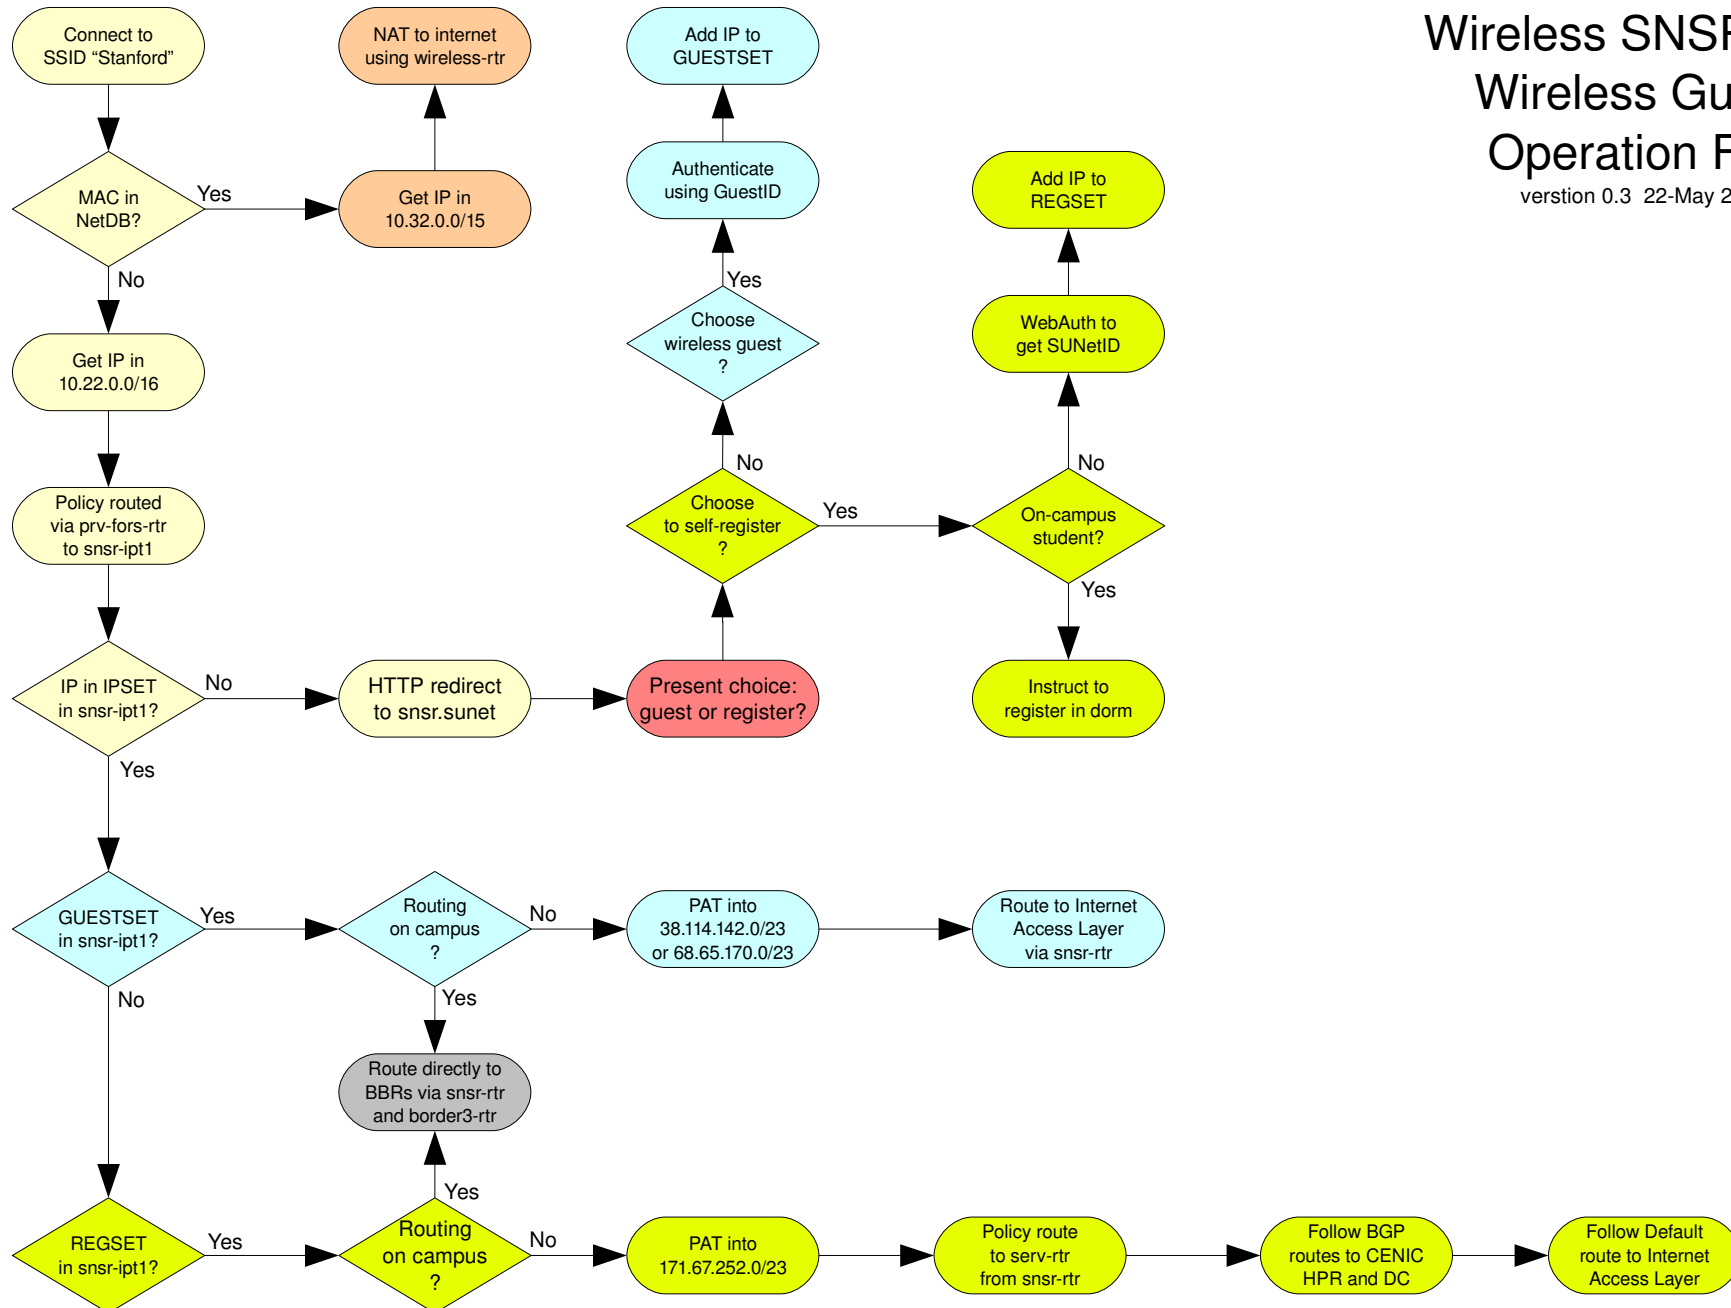 Connect to
SSID “Stanford”
NAT to internet
using wireless-rtr
Add IP to
GUESTSET
Wireless
Wireless
Operation
verstion 0.3 22-May
MAC in
NetDB?
Yes
Get IP in
10.32.0.0/15
Authenticate
using GuestID
Add IP to
REGSET
No
Yes
Choose
wireless guest
?
WebAuth to
get SUNetID
Get IP in
10.22.0.0/16
No
No
Policy routed
via prv-fors-rtr
to snsr-ipt1
Choose
to self-register
?
Yes
On-campus
student?
Yes
IP in IPSET
in snsr-ipt1?
No
HTTP redirect
to snsr.sunet
Present choice:
guest or register?
Instruct to
register in dorm
Yes
GUESTSET
in snsr-ipt1?
Yes
Routing
on campus
?
No
PAT into
38.114.142.0/23
or 68.65.170.0/23
Route to Internet
Access Layer
via snsr-rtr
No
Yes
Route directly to
BBRs via snsr-rtr
and border3-rtr
Yes
REGSET
in snsr-ipt1?
Yes
Routing
on campus
?
No
PAT into
171.67.252.0/23
Policy route
to serv-rtr
from snsr-rtr
Follow BGP
routes to CENIC
HPR and DC
Follow Default
route to Internet
Access Layer